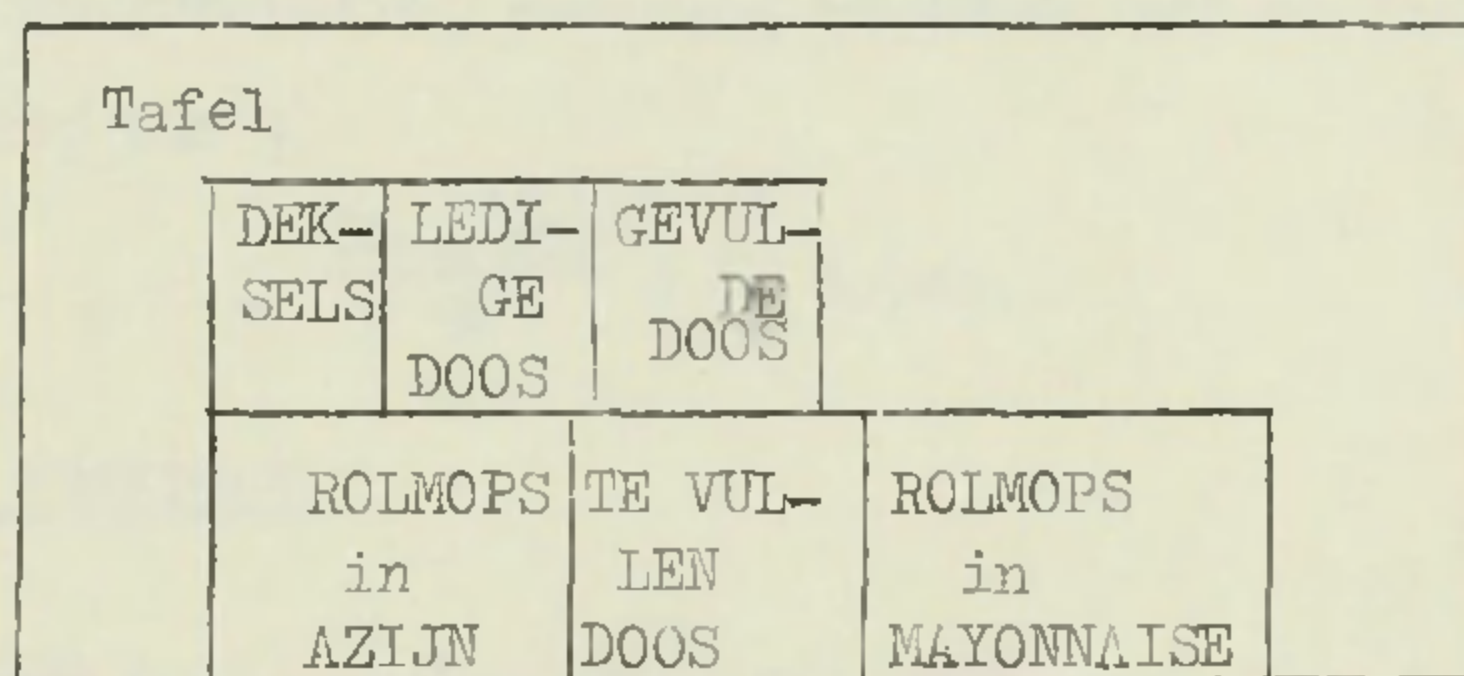 Tafel
DEK-
SELS
LEDI-
GE
DOOS
GEVUL-
DE
DOOS
ROLMOPS
in
AZIJN
TE VUL-
LEN
DOOS
ROLMOPS
in
MAYONNAISE